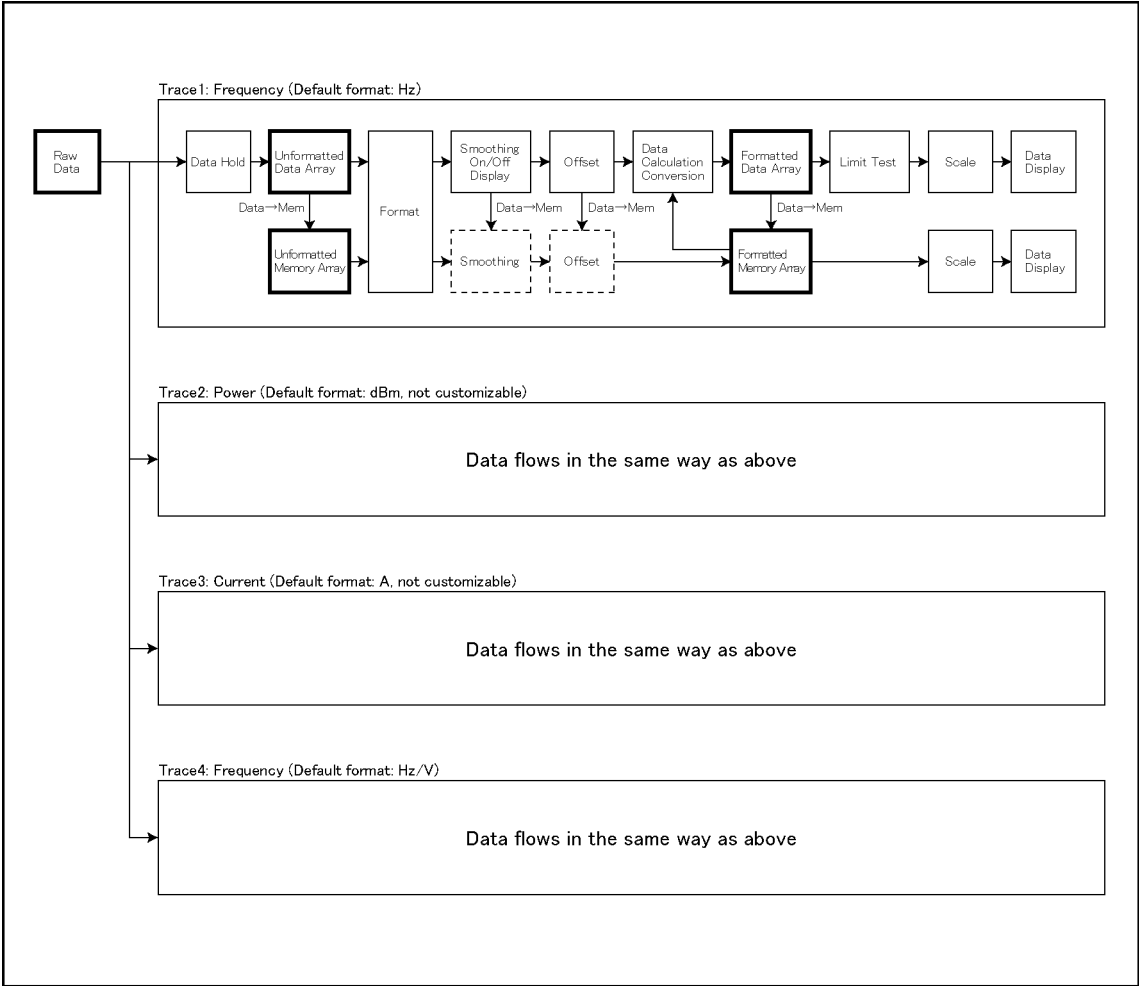 Trace1: Frequency (Default format: Hz)
Raw
Data
Data Hold
Unformatted
Data Array
Format
Smoothing
On/Off
Display
Offset
Data
Calculation
Conversion
Formatted
Data Array
Limit Test
Scale
Data
Display
Data→Mem
Data→Mem
Data→Mem
Data→Mem
Unformatted
Memory Array
Smoothing
Offset
Formatted
Memory Array
Scale
Data
Display
Trace2: Power (Default format: dBm, not customizable)
Data flows in the same way as above
Trace3: Current (Default format: A, not customizable)
Data flows in the same way as above
Trace4: Frequency (Default format: Hz/V)
Data flows in the same way as above